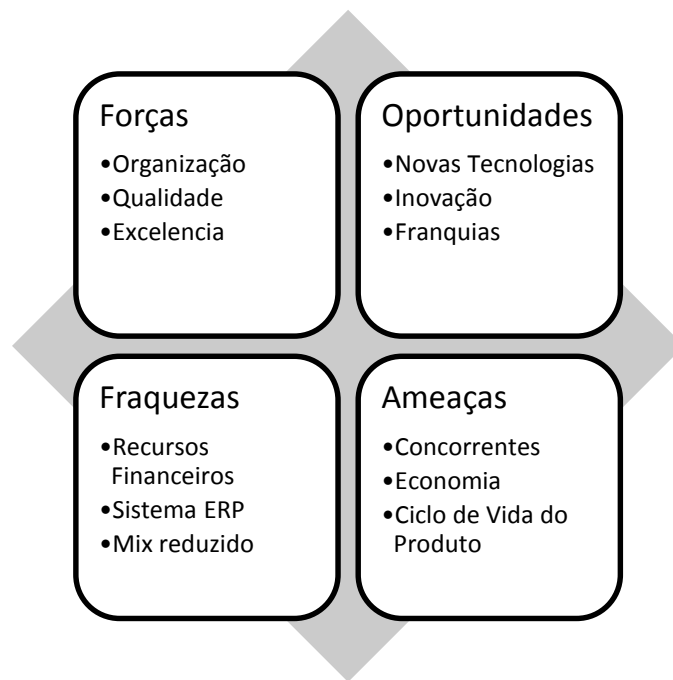 Forças
•Organização
•Qualidade
•Excelencia
Oportunidades
•Novas Tecnologias
•Inovação
•Franquias
Fraquezas
•Recursos
Financeiros
•Sistema ERP
•Mix reduzido
Ameaças
•Concorrentes
•Economia
•Ciclo de Vida do
Produto